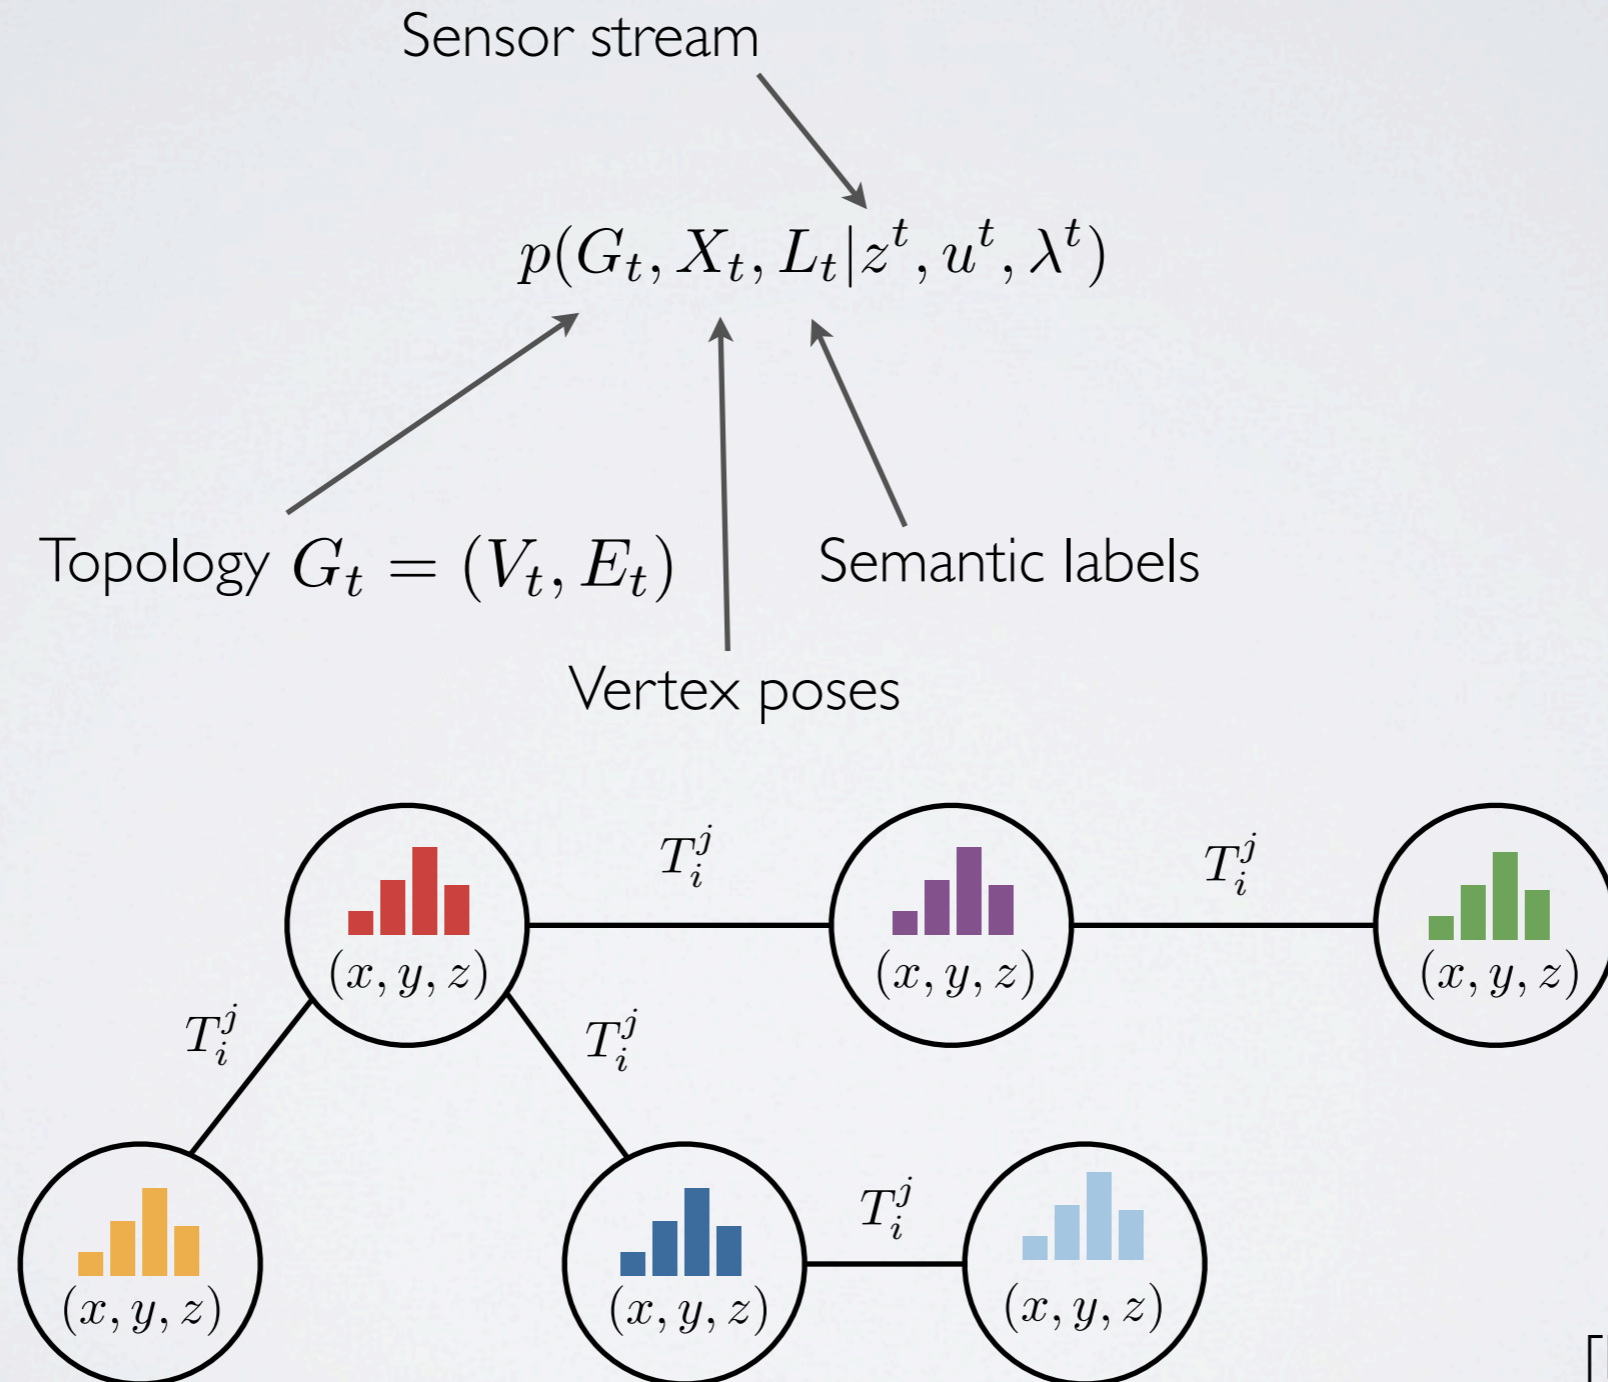 Sensor stream
p(G_t, X_t, L_t|z^t, u^t, λ^t)
Topology G_t = (V_t, E_t)
Semantic labels
Vertex poses
T_i^j
T_i^j
(x, y, z)
(x, y, z)
(x, y, z)
T_i^j
T_i^j
T_i^j
(x, y, z)
(x, y, z)
(x, y, z)